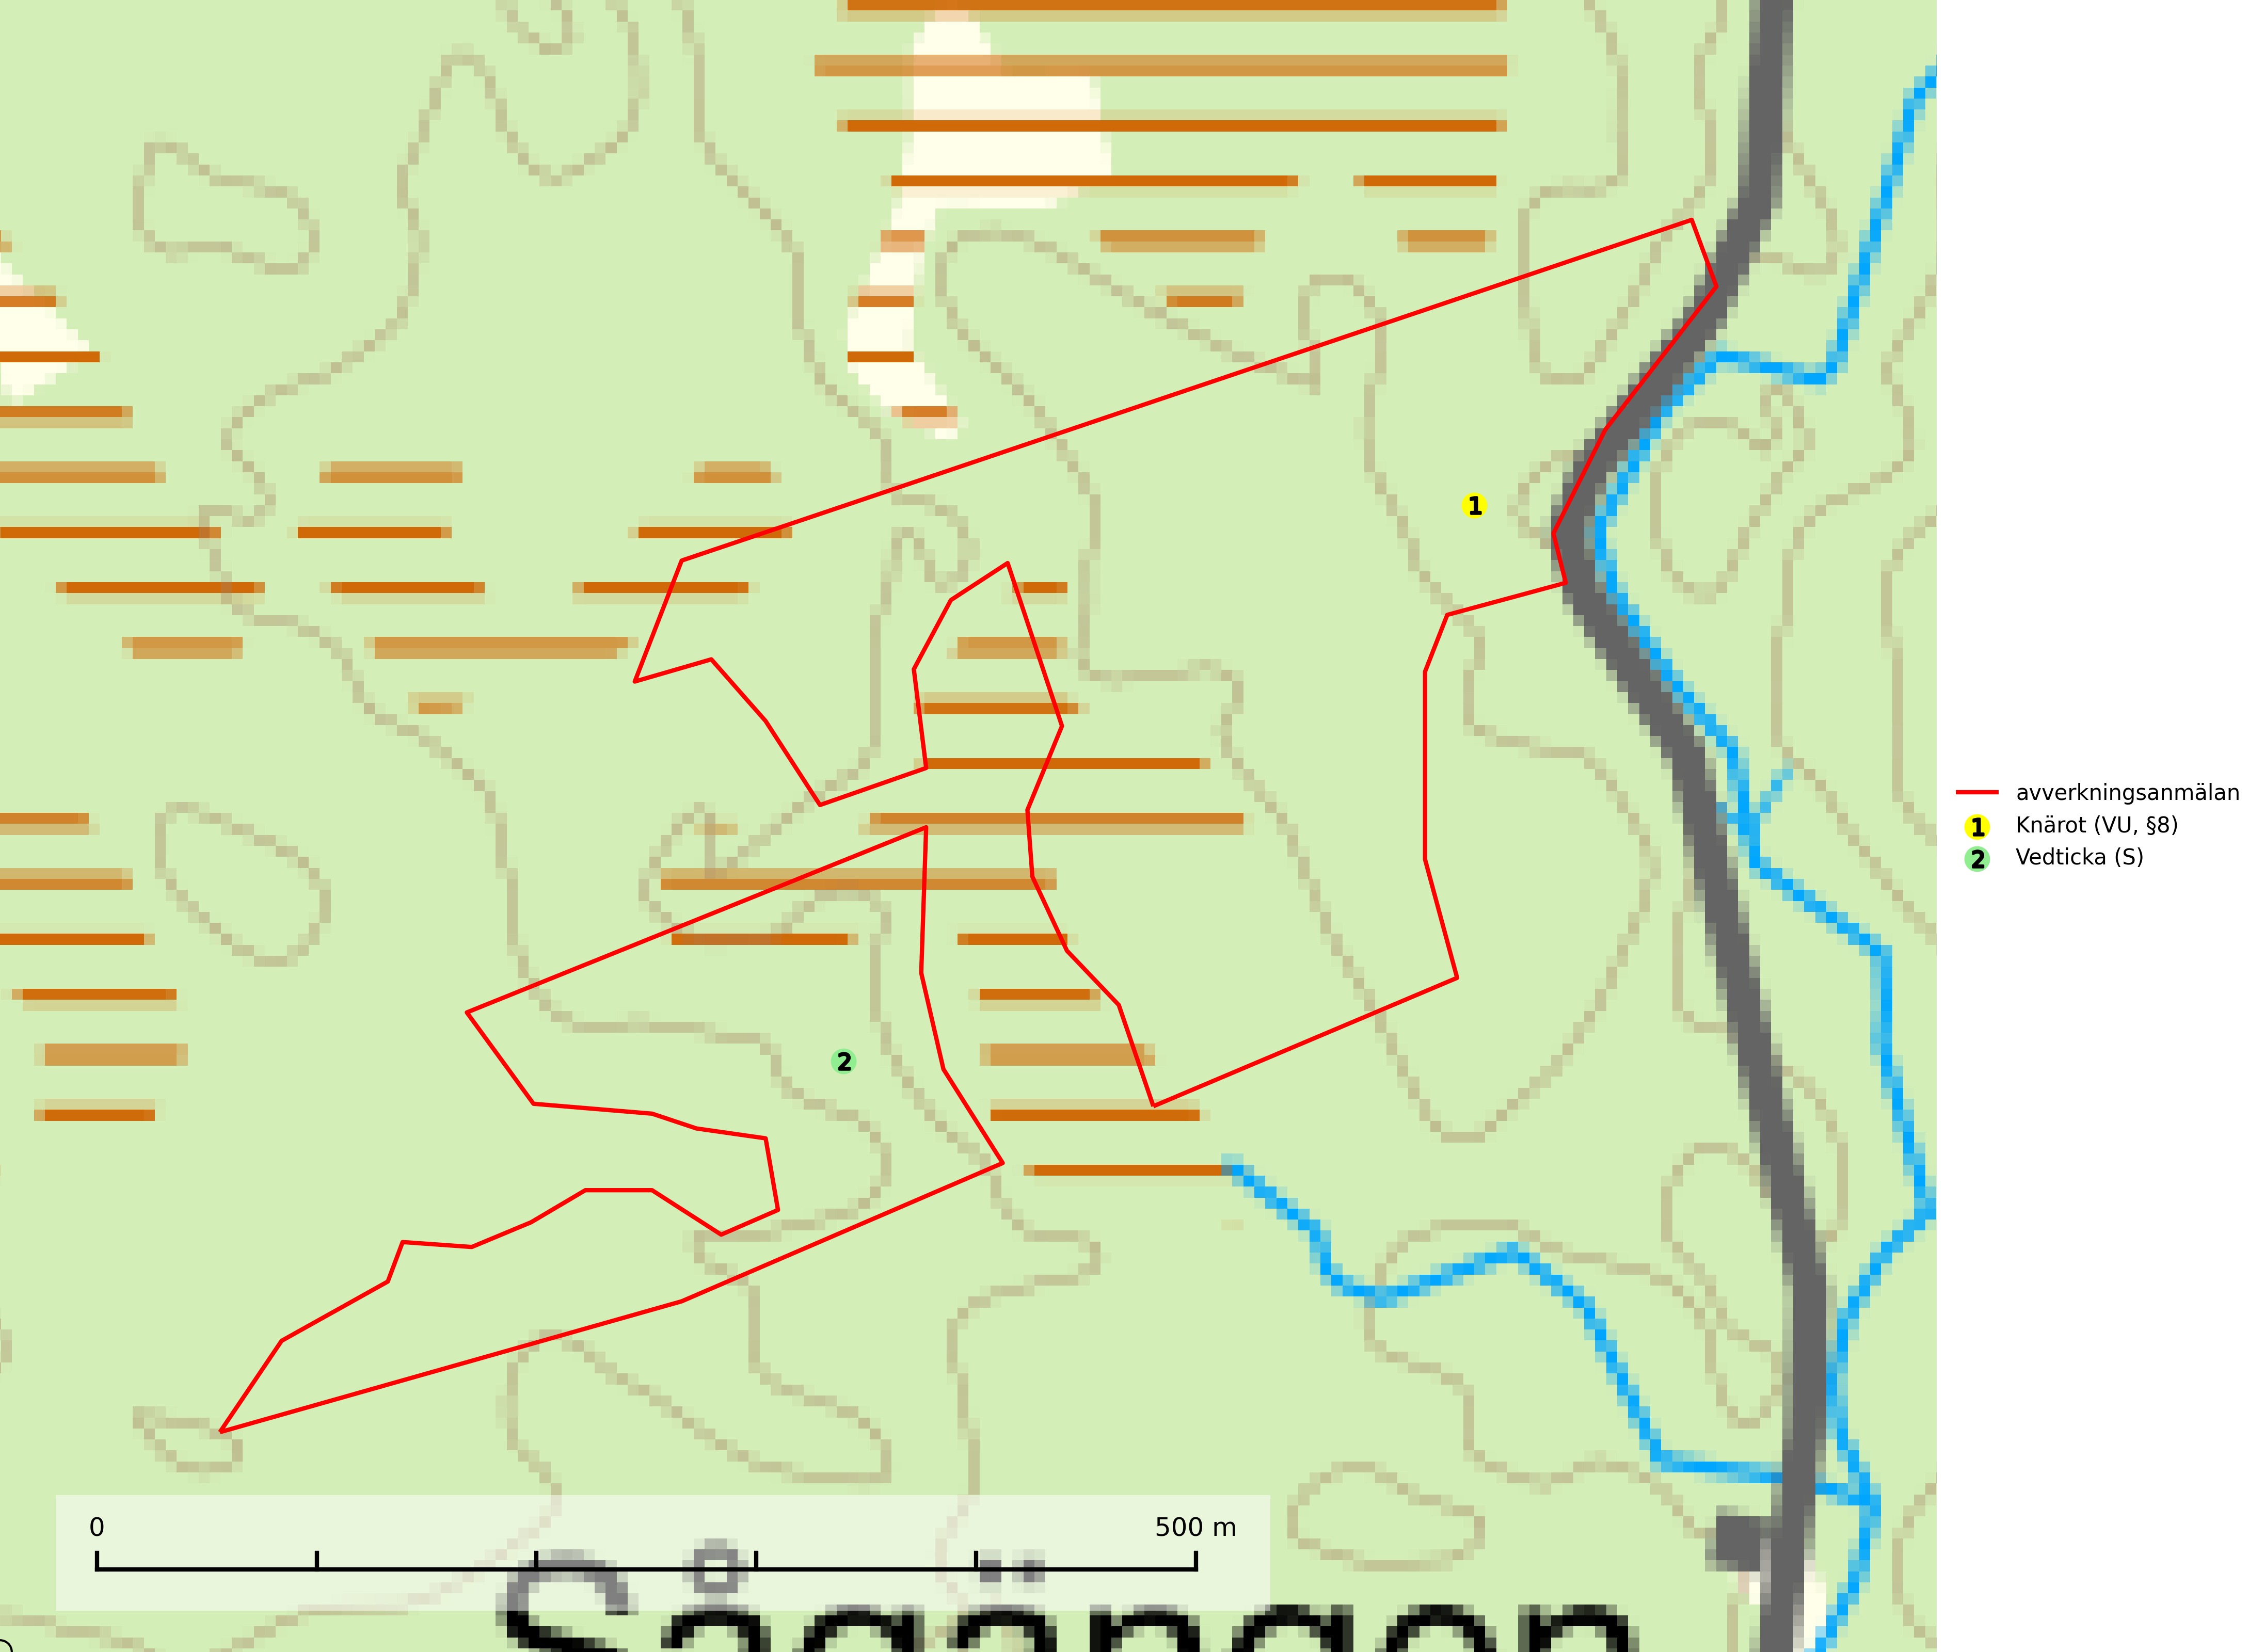 1
2
avverkningsanmälan
1 Knärot (VU, §8)
2 Vedticka (S)
0 500 m